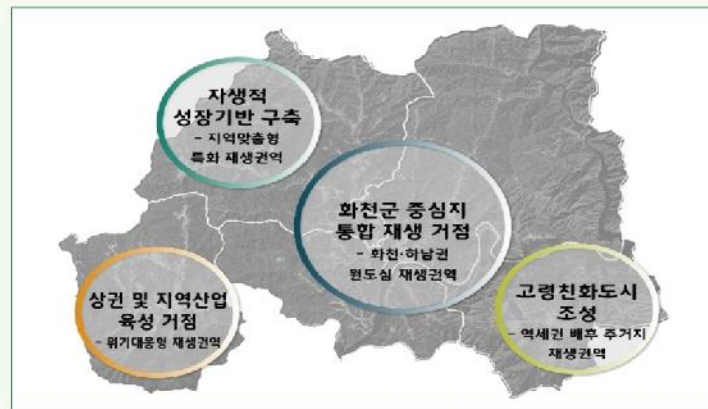 자생적
성장기반 구축
- 지역맞춤형
특화 재생권역
화천군 중심지
통합 재생 거점
- 화천·하남권
원도심 재생권역
상권 및 지역산업
육성 거점
- 위기대응형 재생권역
고령친화도시
조성
- 역세권 배후 주거지
재생권역